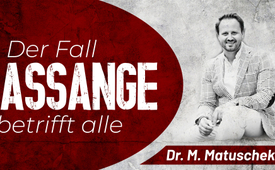 Der Fall
ASSANGE
betrifft alle
Dr. M. Matuschek